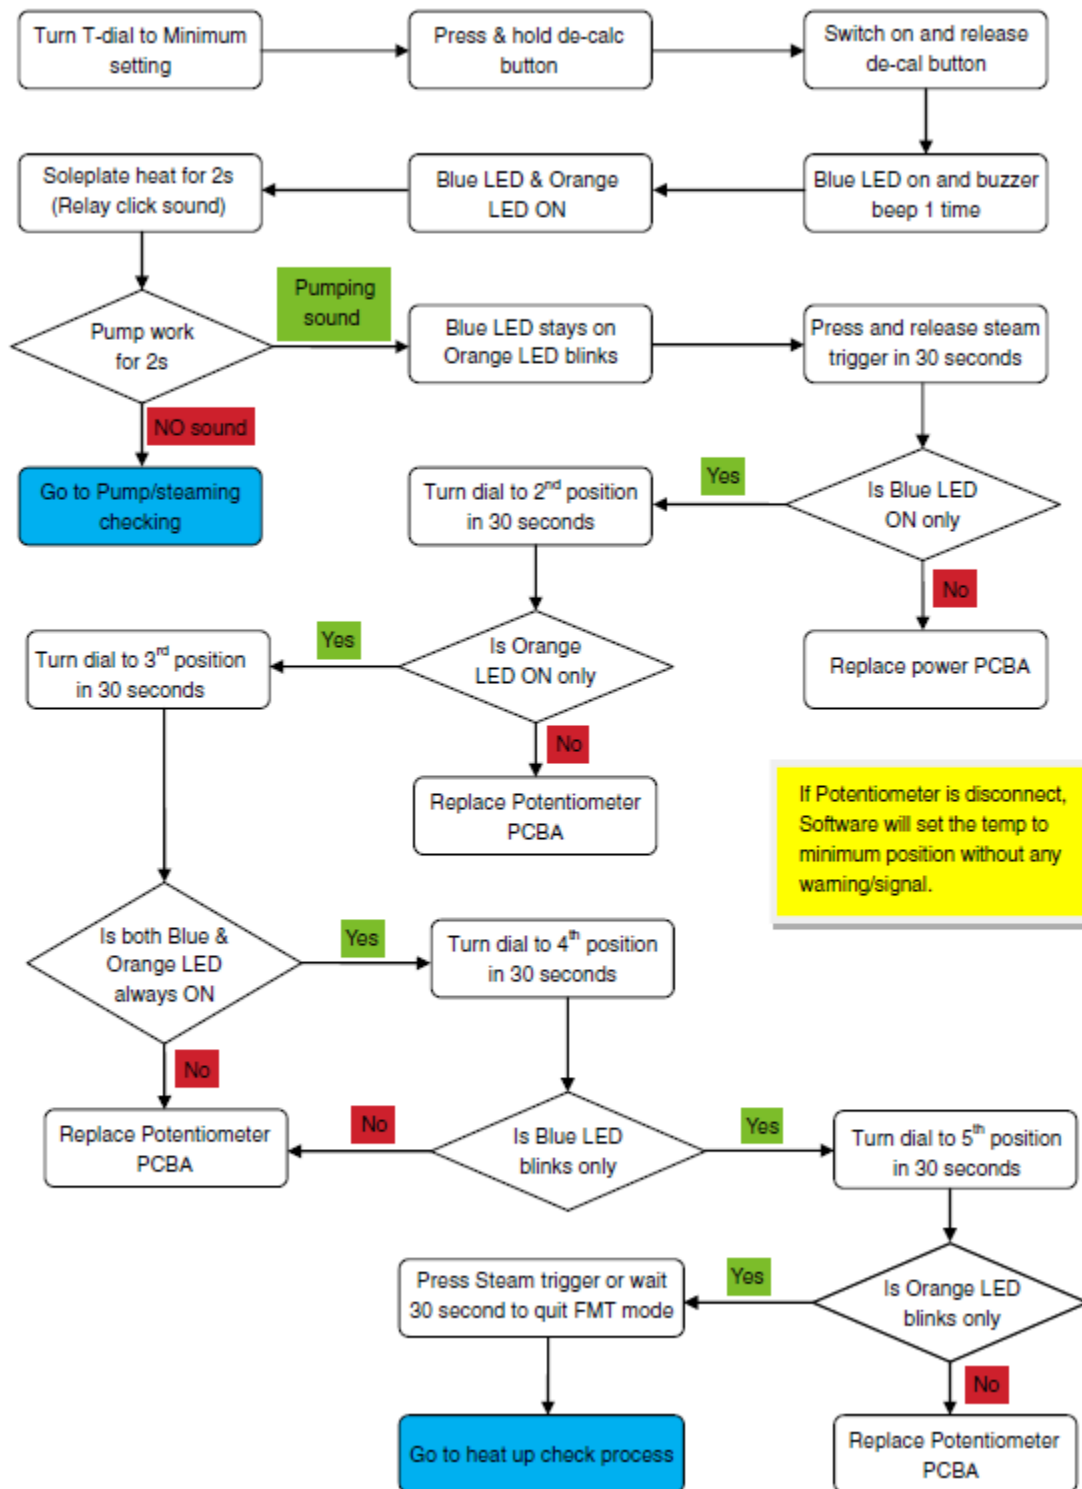 Turn T-dial to Minimum
setting
Press & hold de-calc
button
Switch on and release
de-cal button
Soleplate heat for 2s
(Relay click sound)
Blue LED & Orange
LED ON
Blue LED on and buzzer
beep 1 time
Pump work
for 2s
Pumping
sound
Blue LED stays on
Orange LED blinks
Press and release steam
trigger in 30 seconds
NO sound
Go to Pump/steaming
checking
Turn dial to 2nd position
in 30 seconds
Yes
Is Blue LED
ON only
No
Replace power PCBA
Turn dial to 3rd position
in 30 seconds
Yes
Is Orange
LED ON only
No
Replace Potentiometer
PCBA
If Potentiometer is disconnect,
Software will set the temp to
minimum position without any
warning/signal.
Is both Blue &
Orange LED
always ON
Yes
Turn dial to 4th position
in 30 seconds
No
Replace Potentiometer
PCBA
No
Is Blue LED
blinks only
Yes
Turn dial to 5th position
in 30 seconds
Press Steam trigger or wait
30 second to quit FMT mode
Yes
Is Orange LED
blinks only
No
Go to heat up check process
Replace Potentiometer
PCBA